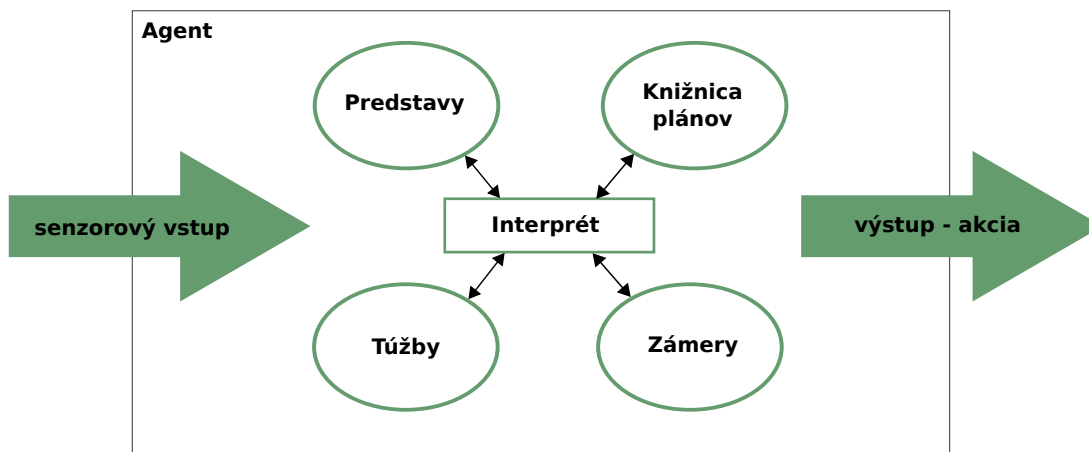 Agent
Predstavy
Knižnica
plánov
senzorový vstup
Interprét
výstup - akcia
Túžby
Zámery